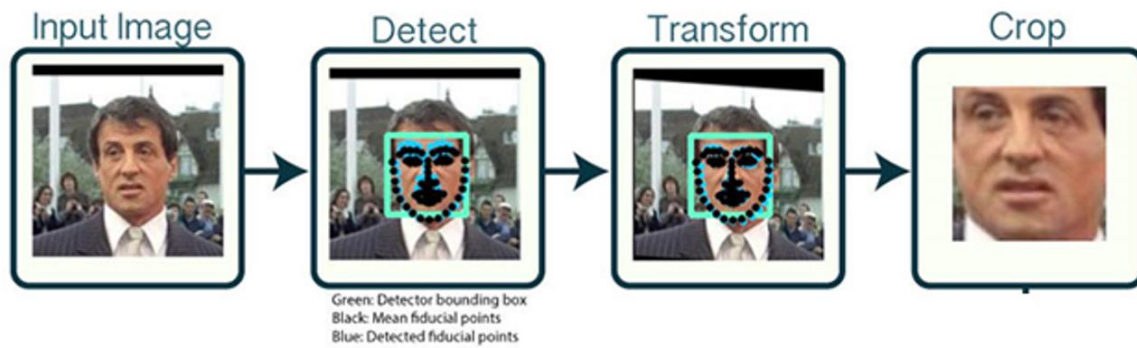 Input Image
Detect
Transform
Crop
Green: Detector bounding box
Black: Mean fiducial points
Blue: Detected fiducial points